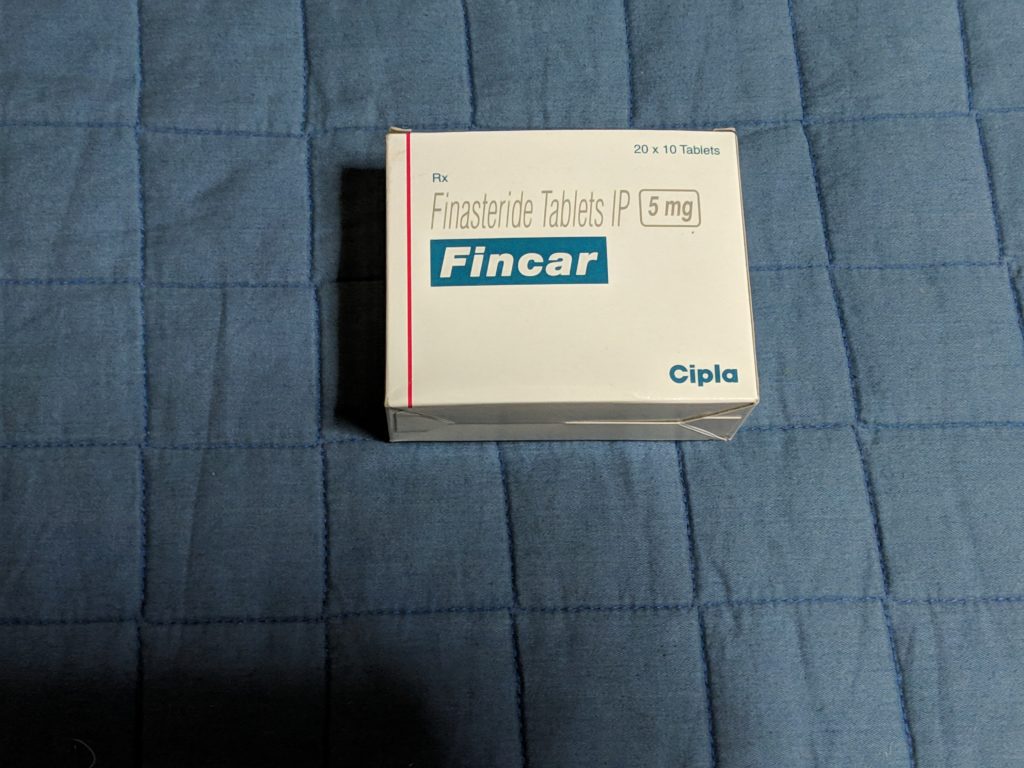 20 x 10 Tablets
Rx
Finasteride Tablets IP 5 mg
Fincar
Cipla